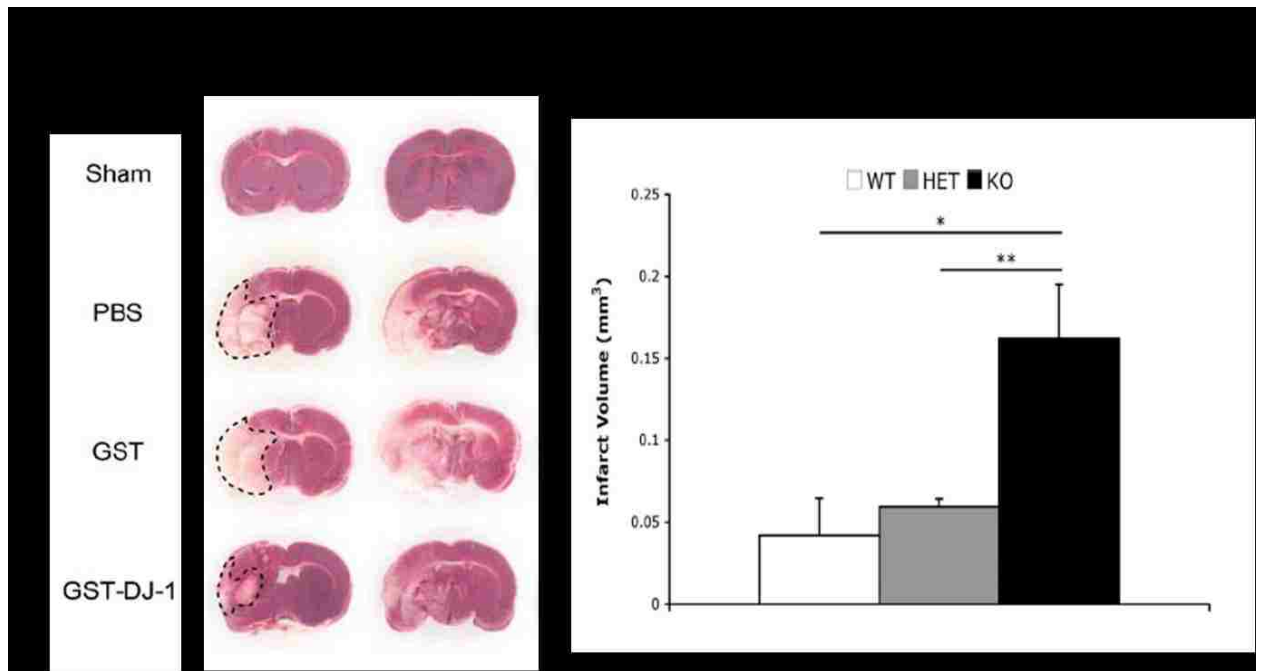 Sham
PBS
GST
GST-DJ-1
WT HET KO
0.25
*
**
0.2
0.15
0.1
0.05
0
Infarct Volume (mm³)